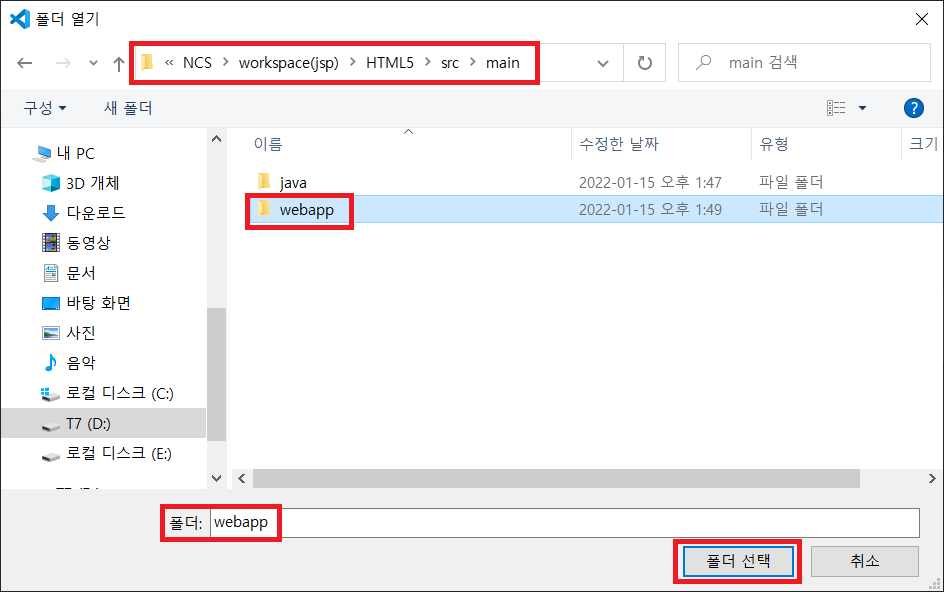 폴더 열기
« NCS > workspace(jsp) > HTML5 > src > main
main 검색
구성
새 폴더
?
이름
수정한 날짜
유형
크기
내 PC
3D 개체
다운로드
동영상
문서
바탕 화면
사진
음악
로컬 디스크 (C:)
T7 (D:)
로컬 디스크 (E:)
java
2022-01-15 오후 1:47
파일 폴더
webapp
2022-01-15 오후 1:49
파일 폴더
폴더: webapp
폴더 선택
취소